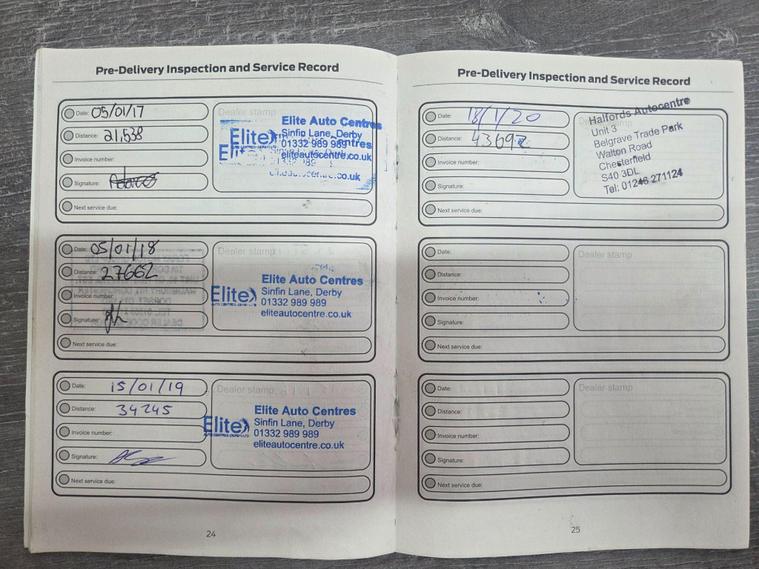 Pre-Delivery Inspection and Service Record
Date: 05/01/17
Distance: 21,538
Invoice number:
Signature:
Next service due:
Dealer stamp
Elite
Elite Auto Centres
Sinfin Lane, Derby
01332 989 989
eliteautocentre.co.uk
Date: 05/01/18
Distance: 27662
Invoice number:
Signature:
Next service due:
Elite
Elite Auto Centres
Sinfin Lane, Derby
01332 989 989
eliteautocentre.co.uk
Date: 15/01/19
Distance: 34245
Invoice number:
Signature:
Next service due:
Dealer stamp
Elite
Elite Auto Centres
Sinfin Lane, Derby
01332 989 989
eliteautocentre.co.uk
24
Pre-Delivery Inspection and Service Record
Date: 18/1/20
Distance: 43692
Invoice number:
Signature:
Next service due:
Halfords Autocentre
Unit 3
Belgrave Trade Park
Walton Road
Chesterfield
S40 3DL
Tel: 01246 271124
Date:
Distance:
Invoice number:
Signature:
Next service due:
Dealer stamp
Date:
Distance:
Invoice number:
Signature:
Next service due:
Dealer stamp
25